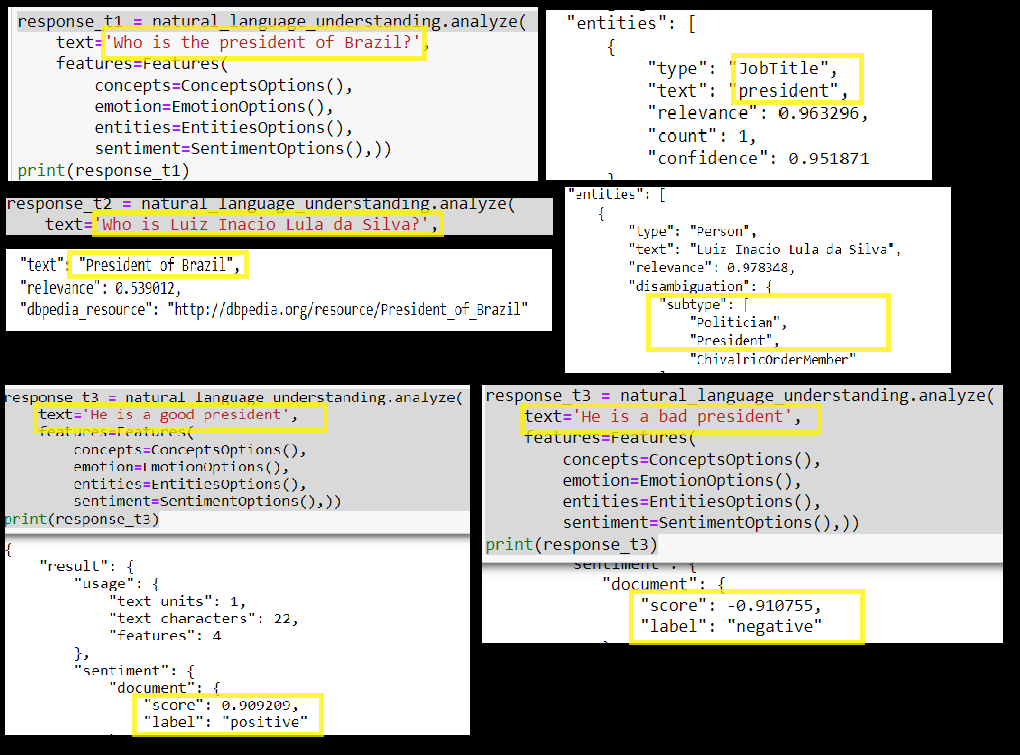 response_t1 = natural_language_understanding.analyze(
text='Who is the president of Brazil?',
features=Features(
concepts=ConceptsOptions(),
emotion=EmotionOptions(),
entities=EntitiesOptions(),
sentiment=SentimentOptions(),))
print(response_t1)
"entities": [
{
"type": "JobTitle",
"text": "president",
"relevance": 0.963296,
"count": 1,
"confidence": 0.951871
response_t2 = natural_language_understanding.analyze(
text='Who is Luiz Inacio Lula da Silva?',
"text": "President of Brazil",
"relevance": 0.539012,
"dbpedia_resource": "http://dbpedia.org/resource/President_of_Brazil"
"entities": [
{
"type": "Person",
"text": "Luiz Inacio Lula da Silva",
"relevance": 0.978348,
"disambiguation": {
"subtype": [
"Politician",
"President",
"ChivalricOrderMember"
response_t3 = natural_language_understanding.analyze(
text='He is a good president',
features=Features(
concepts=ConceptsOptions(),
emotion=EmotionOptions(),
entities=EntitiesOptions(),
sentiment=SentimentOptions(),))
print(response_t3)
{
"result": {
"usage": {
"text_units": 1,
"text_characters": 22,
"features": 4
},
"sentiment": {
"document": {
"score": 0.909209,
"label": "positive"
response_t3 = natural_language_understanding.analyze(
text='He is a bad president',
features=Features(
concepts=ConceptsOptions(),
emotion=EmotionOptions(),
entities=EntitiesOptions(),
sentiment=SentimentOptions(),))
print(response_t3)
sentiment": {
"document": {
"score": -0.910755,
"label": "negative"